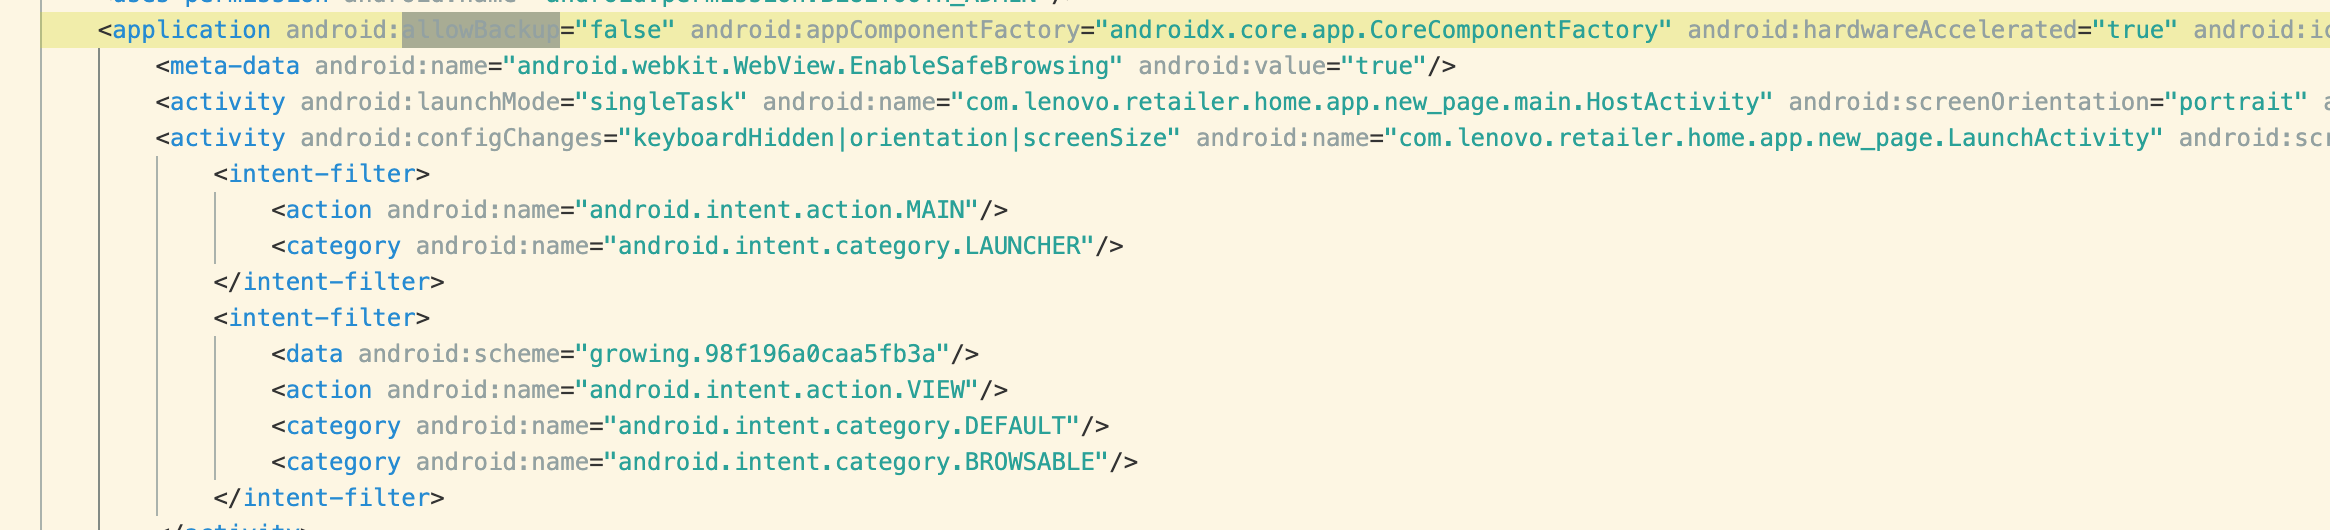 <uses-permission android:name="android.permission.BLUETOOTH_ADMIN"/>
<application android:allowBackup="false" android:appComponentFactory="androidx.core.app.CoreComponentFactory" android:hardwareAccelerated="true" android:ic
<meta-data android:name="android.webkit.WebView.EnableSafeBrowsing" android:value="true"/>
<activity android:launchMode="singleTask" android:name="com.lenovo.retailer.home.app.new_page.main.HostActivity" android:screenOrientation="portrait" a
<activity android:configChanges="keyboardHidden|orientation|screenSize" android:name="com.lenovo.retailer.home.app.new_page.LaunchActivity" android:scr
<intent-filter>
<action android:name="android.intent.action.MAIN"/>
<category android:name="android.intent.category.LAUNCHER"/>
</intent-filter>
<intent-filter>
<data android:scheme="growing.98f196a0caa5fb3a"/>
<action android:name="android.intent.action.VIEW"/>
<category android:name="android.intent.category.DEFAULT"/>
<category android:name="android.intent.category.BROWSABLE"/>
</intent-filter>
</activity>